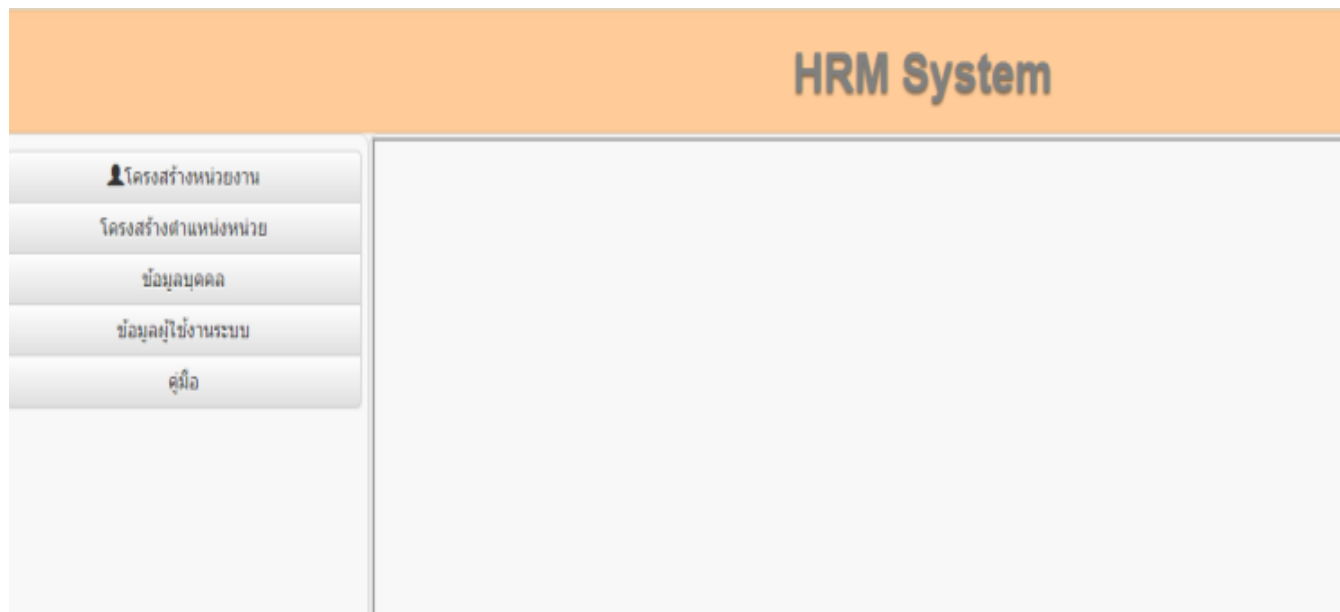 HRM System
โครงสร้างหน่วยงาน
โครงสร้างตำแหน่งหน่วย
ข้อมูลบุคคล
ข้อมูลผู้ใช้งานระบบ
คู่มือ